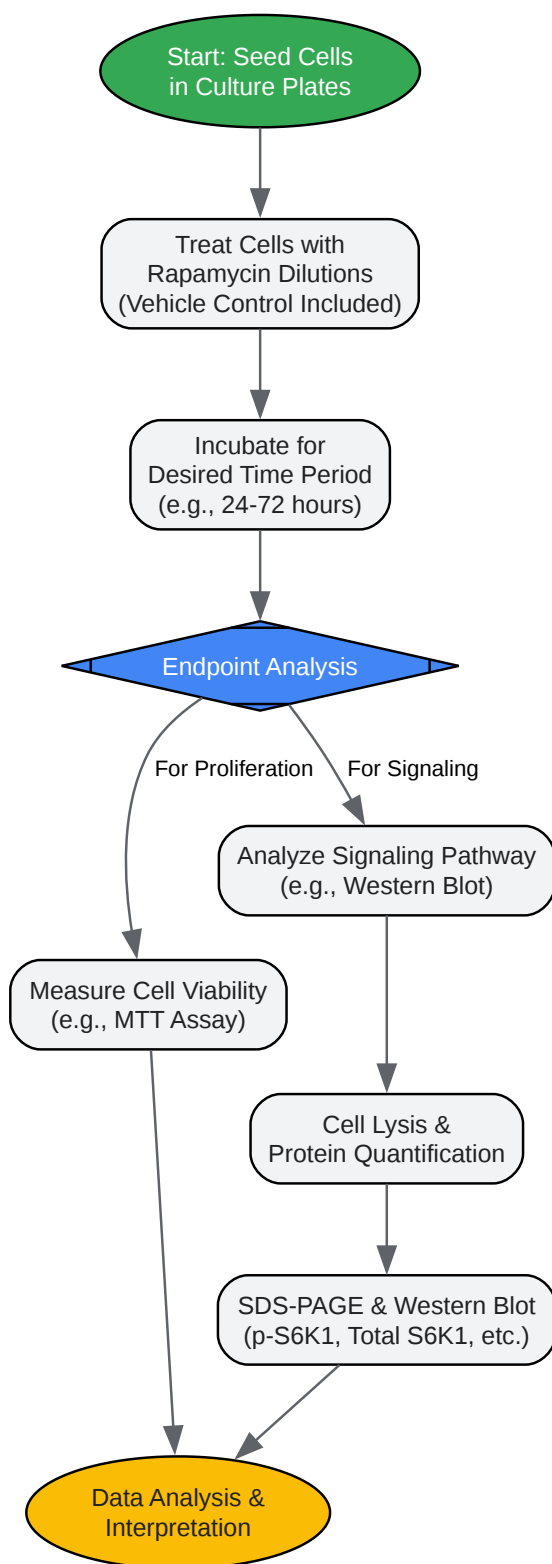 Start: Seed Cells
in Culture Plates
Treat Cells with
Rapamycin Dilutions
(Vehicle Control Included)
Incubate for
Desired Time Period
(e.g., 24-72 hours)
Endpoint Analysis
For Proliferation
For Signaling
Analyze Signaling Pathway
(e.g., Western Blot)
Measure Cell Viability
(e.g., MTT Assay)
Cell Lysis &
Protein Quantification
SDS-PAGE & Western Blot
(p-S6K1, Total S6K1, etc.)
Data Analysis &
Interpretation